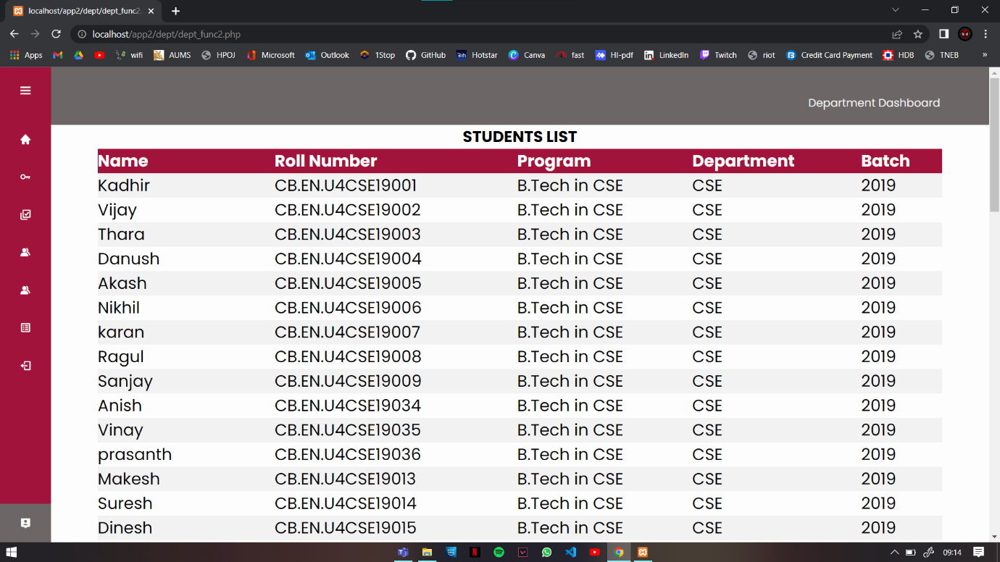 localhost/app2/dept/dept_func2.
localhost/app2/dept/dept_func2.php
Apps wifi AUMS HPOJ Microsoft Outlook 1Stop GitHub Hotstar Canva fast HI-pdf LinkedIn Twitch riot Credit Card Payment HDB TNEB »
Department Dashboard
STUDENTS LIST
Name Roll Number Program Department Batch
Kadhir CB.EN.U4CSE19001 B.Tech in CSE CSE 2019
Vijay CB.EN.U4CSE19002 B.Tech in CSE CSE 2019
Thara CB.EN.U4CSE19003 B.Tech in CSE CSE 2019
Danush CB.EN.U4CSE19004 B.Tech in CSE CSE 2019
Akash CB.EN.U4CSE19005 B.Tech in CSE CSE 2019
Nikhil CB.EN.U4CSE19006 B.Tech in CSE CSE 2019
karan CB.EN.U4CSE19007 B.Tech in CSE CSE 2019
Ragul CB.EN.U4CSE19008 B.Tech in CSE CSE 2019
Sanjay CB.EN.U4CSE19009 B.Tech in CSE CSE 2019
Anish CB.EN.U4CSE19034 B.Tech in CSE CSE 2019
Vinay CB.EN.U4CSE19035 B.Tech in CSE CSE 2019
prasanth CB.EN.U4CSE19036 B.Tech in CSE CSE 2019
Makesh CB.EN.U4CSE19013 B.Tech in CSE CSE 2019
Suresh CB.EN.U4CSE19014 B.Tech in CSE CSE 2019
Dinesh CB.EN.U4CSE19015 B.Tech in CSE CSE 2019
09:14